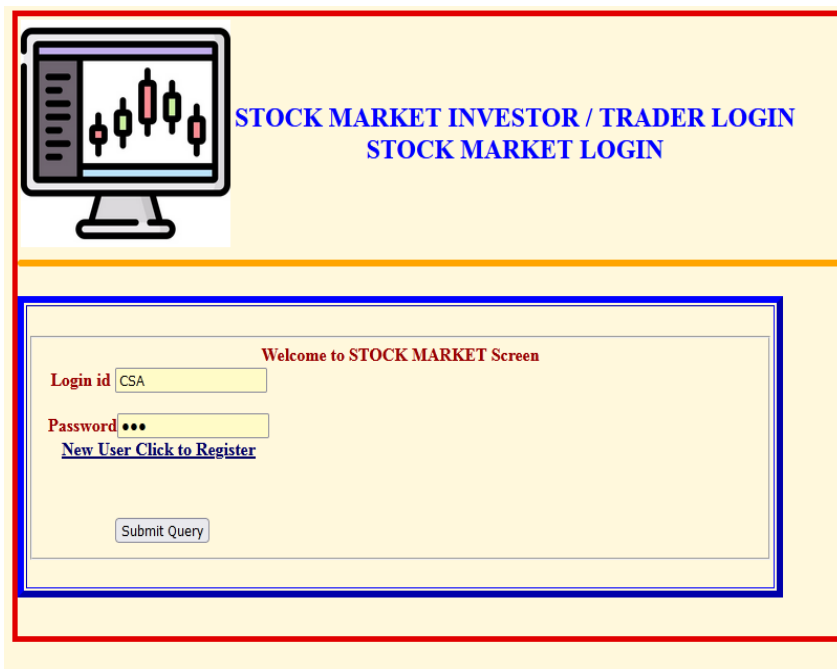 STOCK MARKET INVESTOR / TRADER LOGIN
STOCK MARKET LOGIN
Welcome to STOCK MARKET Screen
Login id CSA
Password •••
New User Click to Register
Submit Query